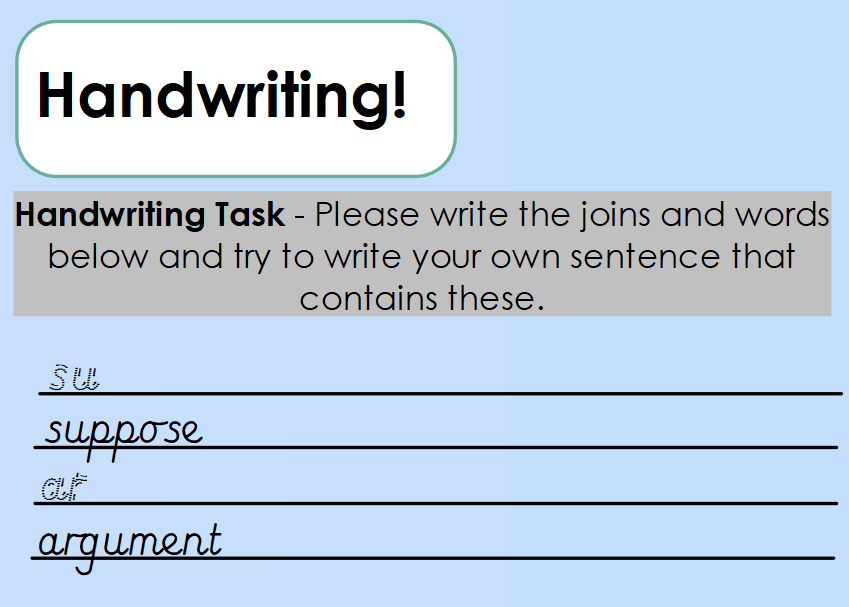 Handwriting!
Handwriting Task - Please write the joins and words
below and try to write your own sentence that
contains these.
su
suppose
ar
argument